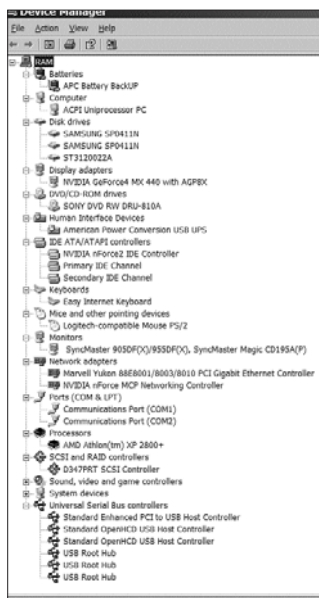 Device Manager
File Action View Help
RAM
Batteries
APC Battery BackUP
Computer
ACPI Uniprocessor PC
Disk drives
SAMSUNG SP0411N
SAMSUNG SP0411N
ST3120022A
Display adapters
NVIDIA GeForce4 MX 440 with AGP8X
DVD/CD-ROM drives
SONY DVD RW DRU-810A
Human Interface Devices
American Power Conversion USB UPS
IDE ATA/ATAPI controllers
NVIDIA nForce2 IDE Controller
Primary IDE Channel
Secondary IDE Channel
Keyboards
Easy Internet Keyboard
Mice and other pointing devices
Logitech-compatible Mouse PS/2
Monitors
SyncMaster 905DF(X)/955DF(X), SyncMaster Magic CD195A(P)
Network adapters
Marvell Yukon 88E8001/8003/8010 PCI Gigabit Ethernet Controller
NVIDIA nForce MCP Networking Controller
Ports (COM & LPT)
Communications Port (COM1)
Communications Port (COM2)
Processors
AMD Athlon(tm) XP 2800+
SCSI and RAID controllers
D347PRT SCSI Controller
Sound, video and game controllers
System devices
Universal Serial Bus controllers
Standard Enhanced PCI to USB Host Controller
Standard OpenHCD USB Host Controller
Standard OpenHCD USB Host Controller
USB Root Hub
USB Root Hub
USB Root Hub